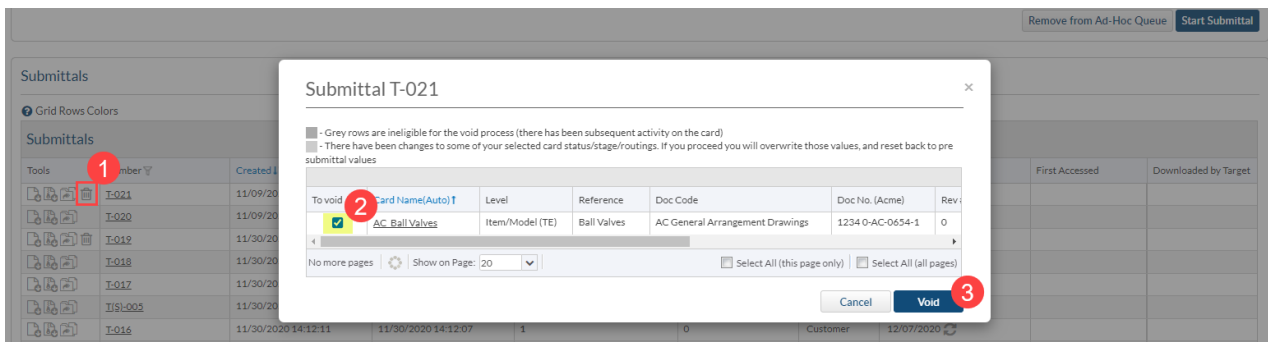 Remove from Ad-Hoc Queue Start Submittal
Submittals
Grid Rows Colors
Submittals
Tools Number Created First Accessed Downloaded by Target
1
T-021 11/09/20
T-020 11/09/20
T-019 11/30/20
T-018 11/30/20
T-017 11/30/20
T(S)-005 11/30/20
T-016 11/30/2020 14:12:11 11/30/2020 14:12:07 1 0 Customer 12/07/2020
Submittal T-021 ×
- Grey rows are ineligible for the void process (there has been subsequent activity on the card)
- There have been changes to some of your selected card status/stage/routings. If you proceed you will overwrite those values, and reset back to pre
submittal values
To void Card Name(Auto) Level Reference Doc Code Doc No. (Acme) Rev
2
AC Ball Valves Item/Model (TE) Ball Valves AC General Arrangement Drawings 1234 0-AC-0654-1 0
No more pages Show on Page: 20 Select All (this page only) Select All (all pages)
Cancel Void
3